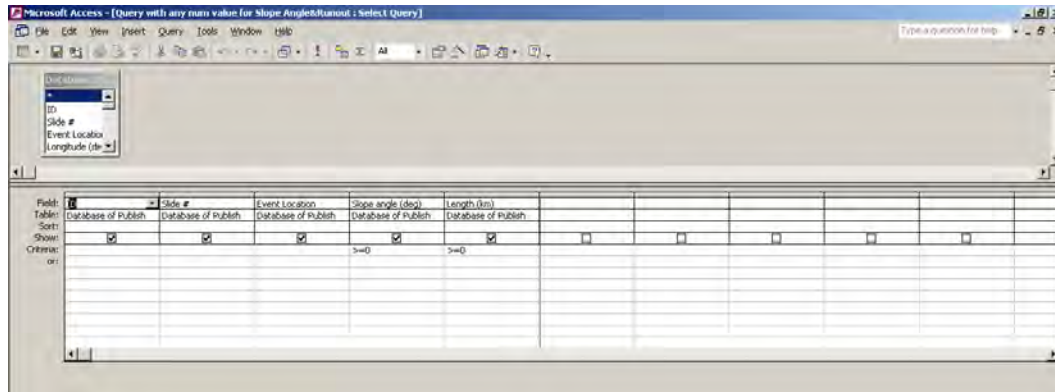 Microsoft Access - [Query with any num value for Slope Angle&Runout : Select Query]
File Edit View Insert Query Tools Window Help Type a question for help
All
Database
*
ID
Slide #
Event Location
Longitude (de
Field: ID Slide # Event Location Slope angle (deg) Length (km)
Table: Database of Publish Database of Publish Database of Publish Database of Publish Database of Publish
Sort:
Show:
Criteria: >=0 >=0
or: